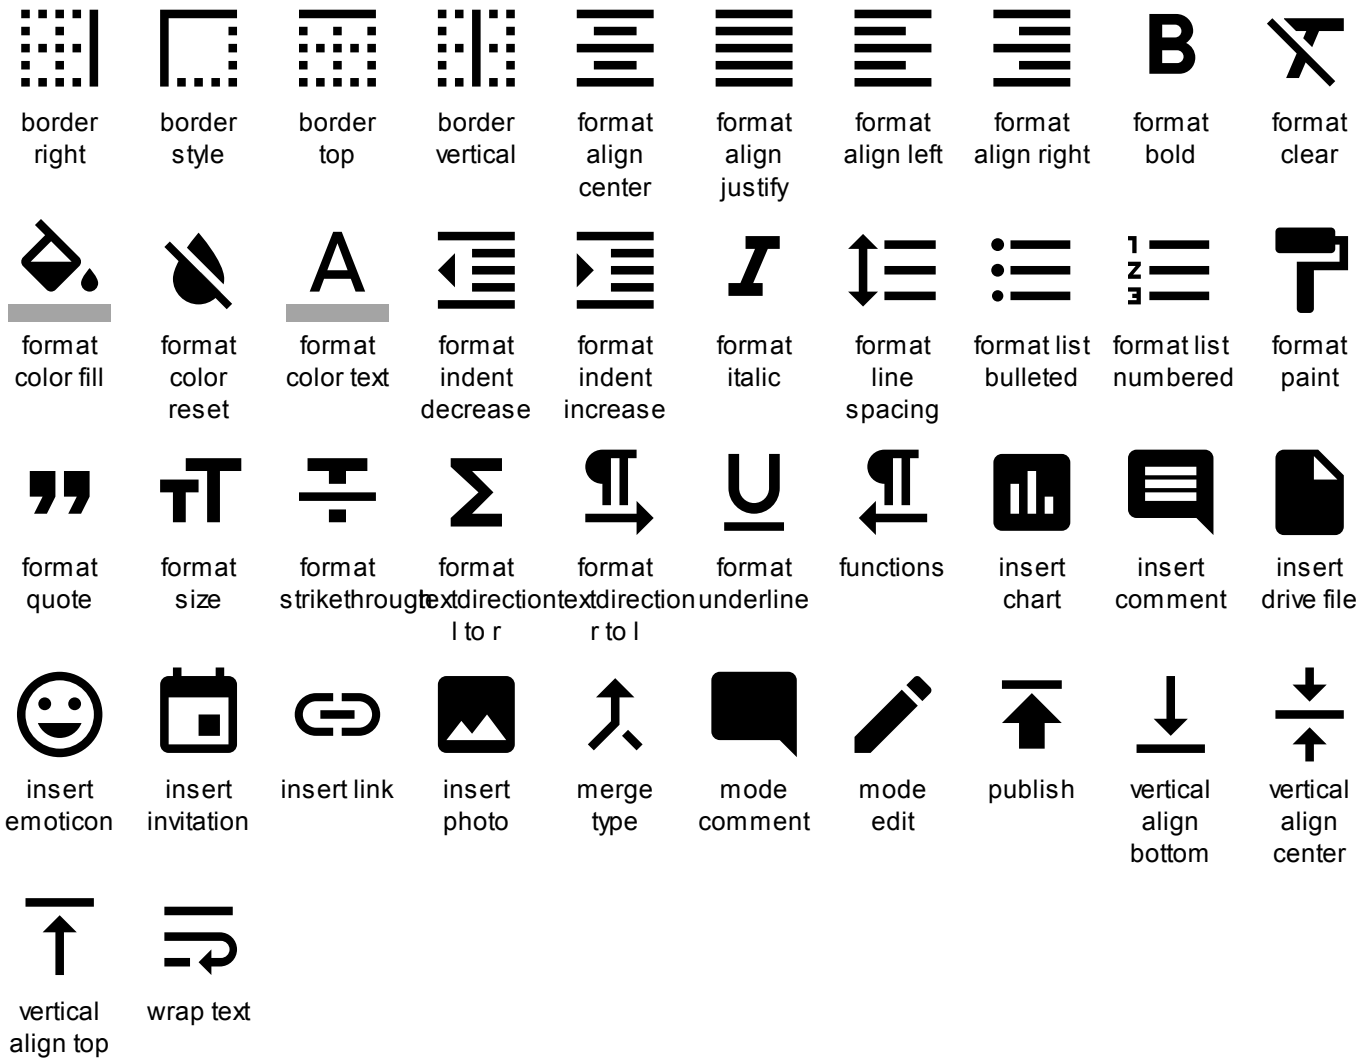 border right
border style
border top
border vertical
format align center
format align justify
format align left
format align right
format bold
format clear
format color fill
format color reset
format color text
format indent decrease
format indent increase
format italic
format line spacing
format list bulleted
format list numbered
format paint
format quote
format size
format strikethrough
format textdirection l to r
format textdirection r to l
format underline
functions
insert chart
insert comment
insert drive file
insert emoticon
insert invitation
insert link
insert photo
merge type
mode comment
mode edit
publish
vertical align bottom
vertical align center
vertical align top
wrap text